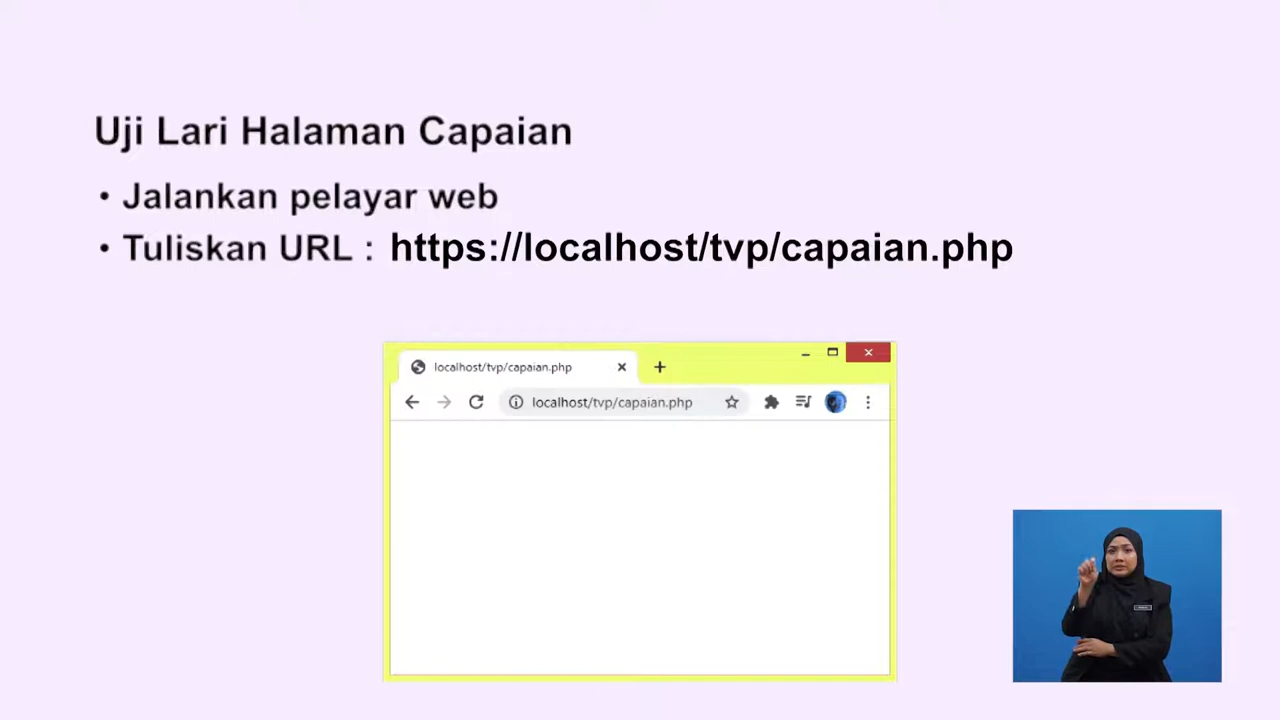 Uji Lari Halaman Capaian
• Jalankan pelayar web
• Tuliskan URL : https://localhost/tvp/capaian.php
localhost/tvp/capaian.php
localhost/tvp/capaian.php